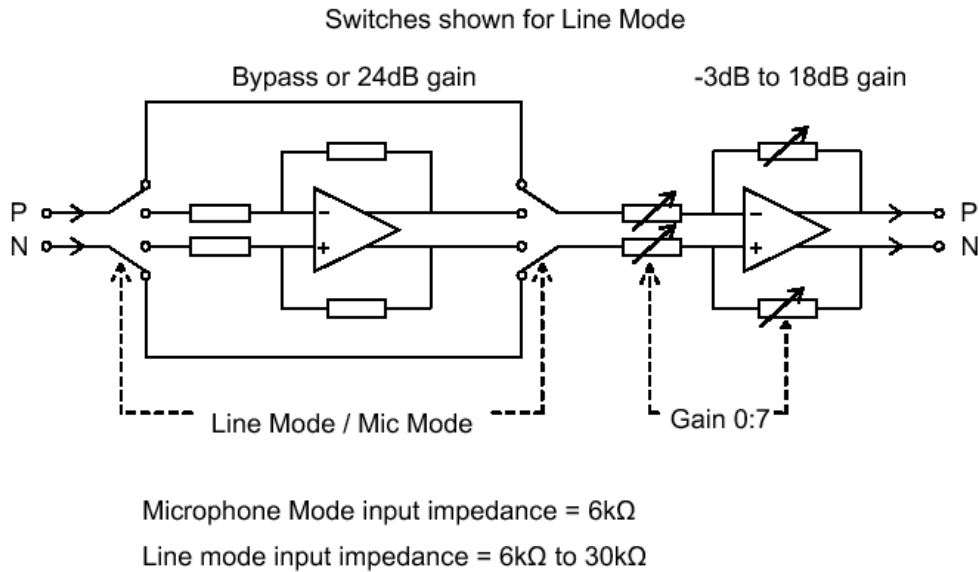 Switches shown for Line Mode
Bypass or 24dB gain
-3dB to 18dB gain
P
N
−
+
−
+
P
N
Line Mode / Mic Mode
Gain 0:7
Microphone Mode input impedance = 6kΩ
Line mode input impedance = 6kΩ to 30kΩ